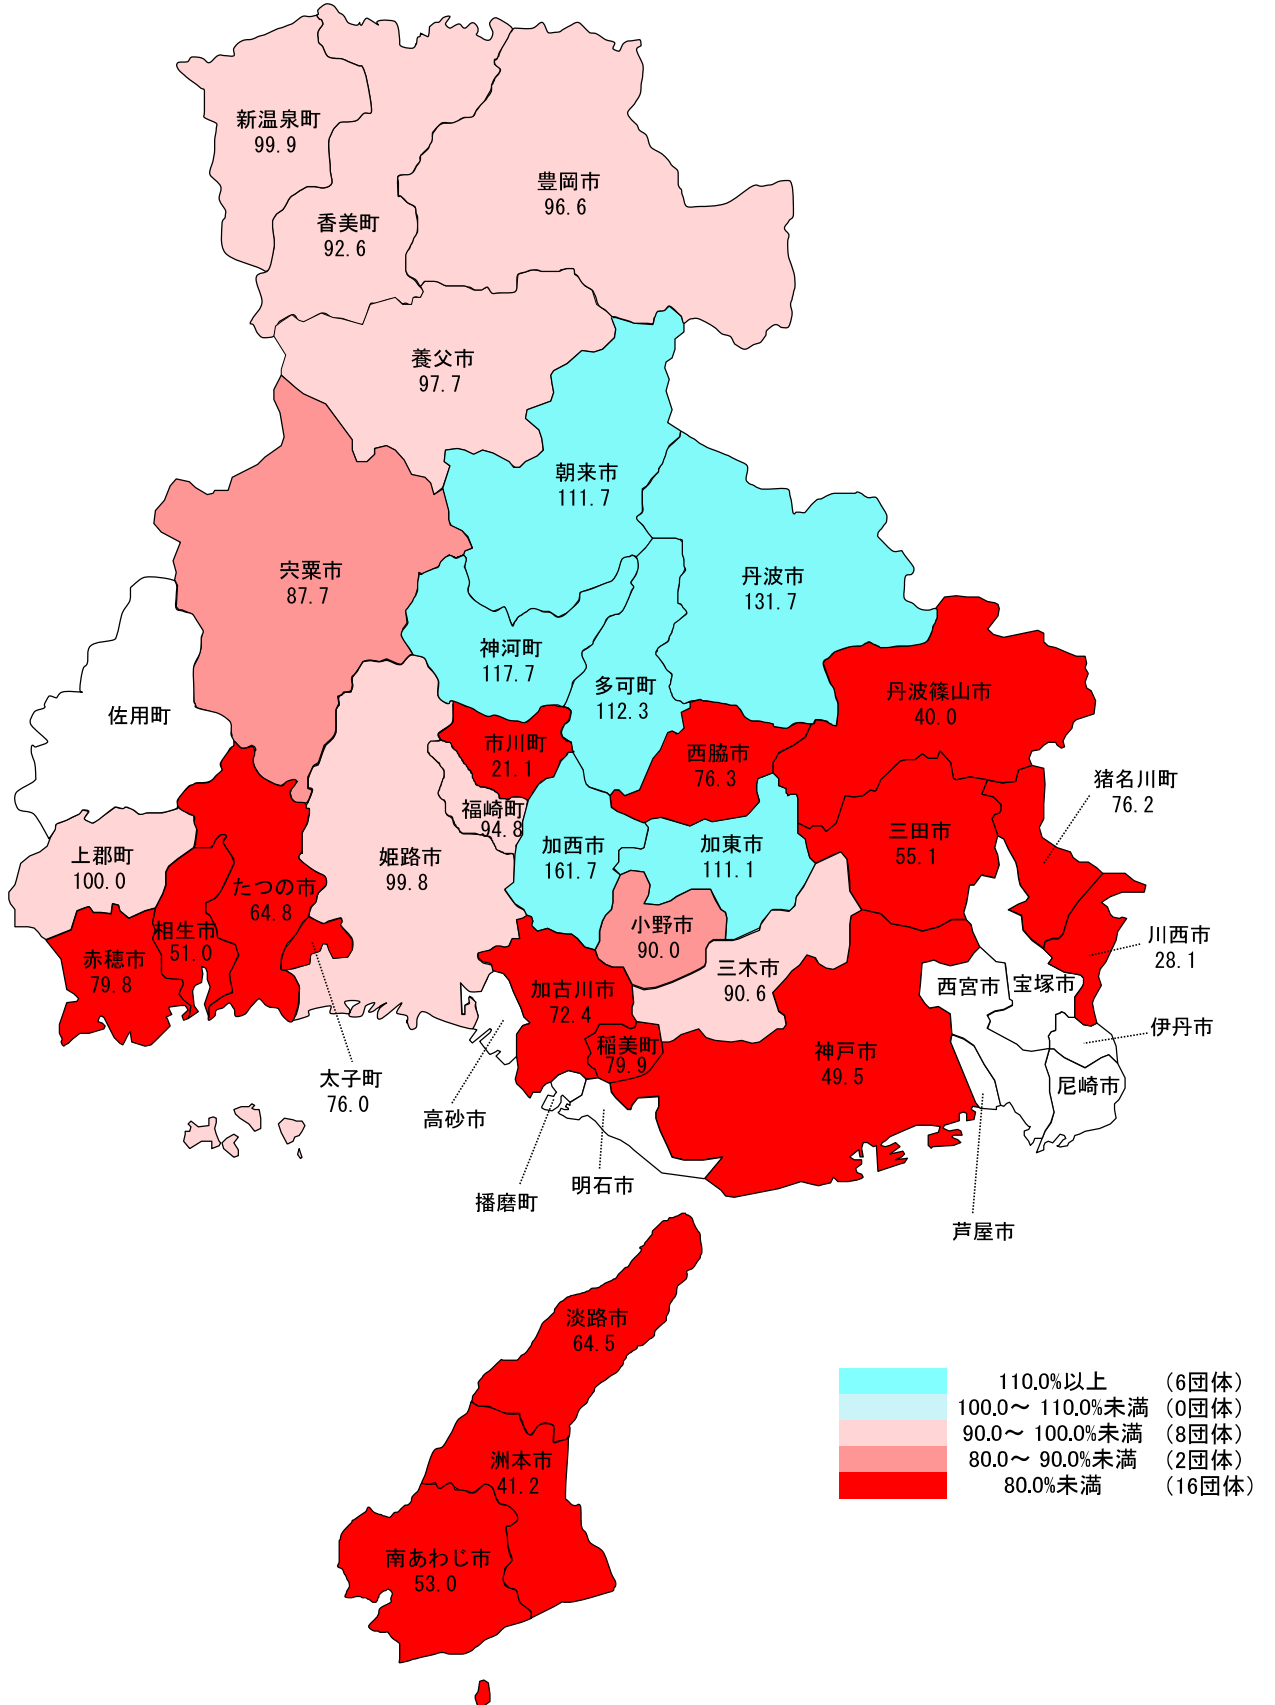 新温泉町
99.9
豊岡市
96.6
香美町
92.6
養父市
97.7
朝来市
111.7
宍粟市
87.7
丹波市
131.7
神河町
117.7
多可町
112.3
丹波篠山市
40.0
佐用町
市川町
21.1
西脇市
76.3
猪名川町
76.2
福崎町
94.8
加西市
161.7
加東市
111.1
三田市
55.1
上郡町
100.0
姫路市
99.8
たつの市
64.8
相生市
51.0
小野市
90.0
川西市
28.1
赤穂市
79.8
三木市
90.6
西宮市
宝塚市
加古川市
72.4
伊丹市
稲美町
79.9
神戸市
49.5
太子町
76.0
尼崎市
高砂市
明石市
播磨町
芦屋市
淡路市
64.5
洲本市
41.2
南あわじ市
53.0
110.0%以上 (6団体)
100.0～110.0%未満 (0団体)
90.0～100.0%未満 (8団体)
80.0～90.0%未満 (2団体)
80.0%未満 (16団体)